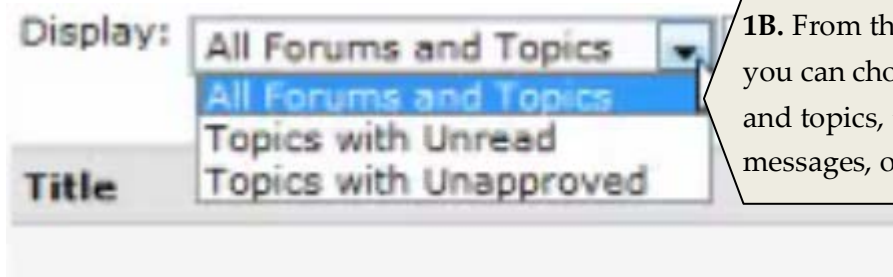 Display:
All Forums and Topics
All Forums and Topics
Topics with Unread
Topics with Unapproved
Title
1B. From th
you can cho
and topics,
messages, o